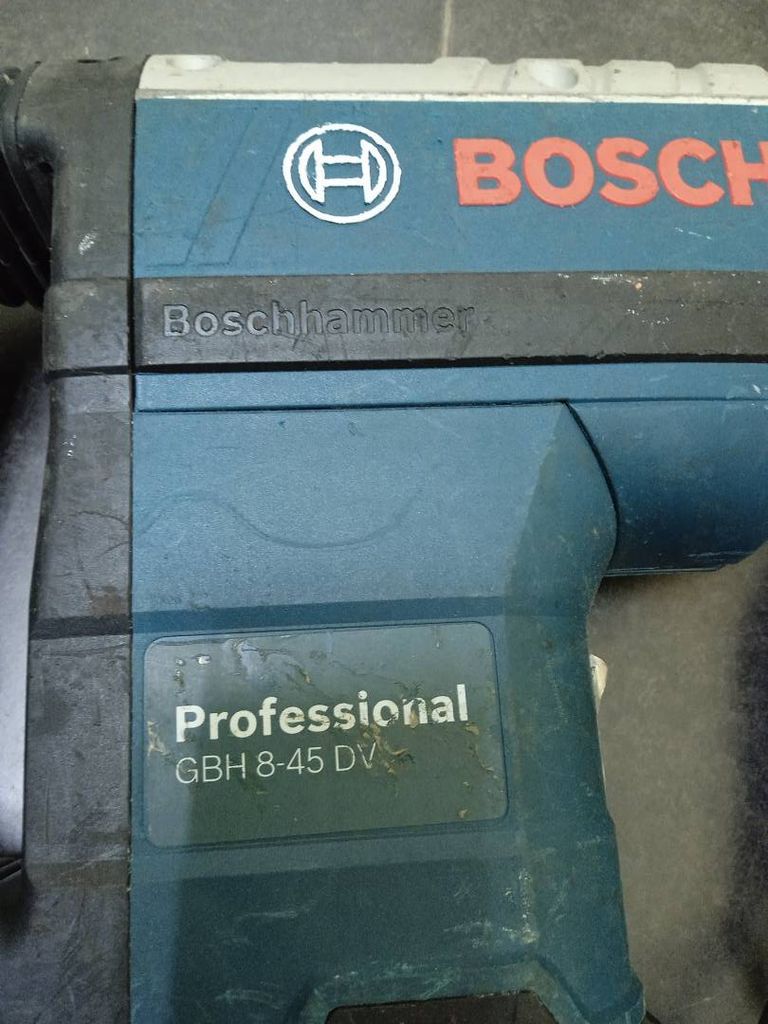 BOSCH
Boschhammer
Professional
GBH 8-45 DV